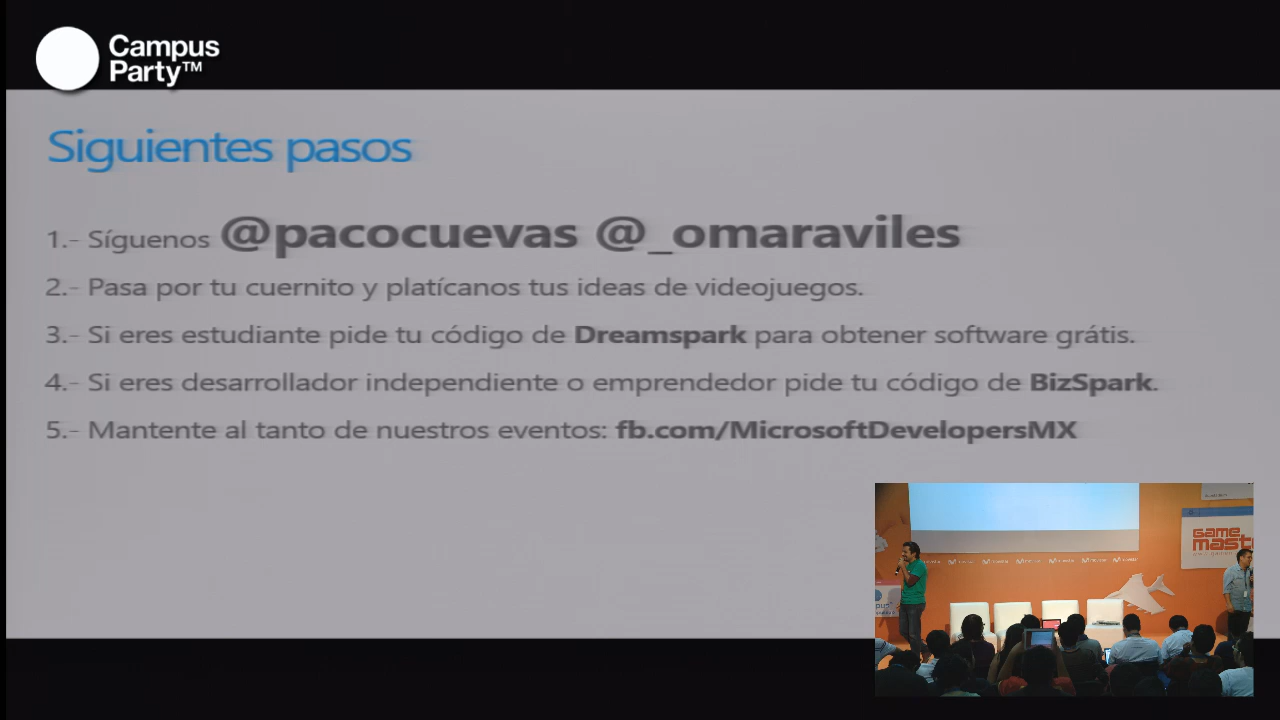 Campus
Party™
Siguientes pasos
1.- Síguenos @pacocuevas @_omaraviles
2.- Pasa por tu cuernito y platícanos tus ideas de videojuegos.
3.- Si eres estudiante pide tu código de Dreamspark para obtener software grátis.
4.- Si eres desarrollador independiente o emprendedor pide tu código de BizSpark.
5.- Mantente al tanto de nuestros eventos: fb.com/MicrosoftDevelopersMX
GAME